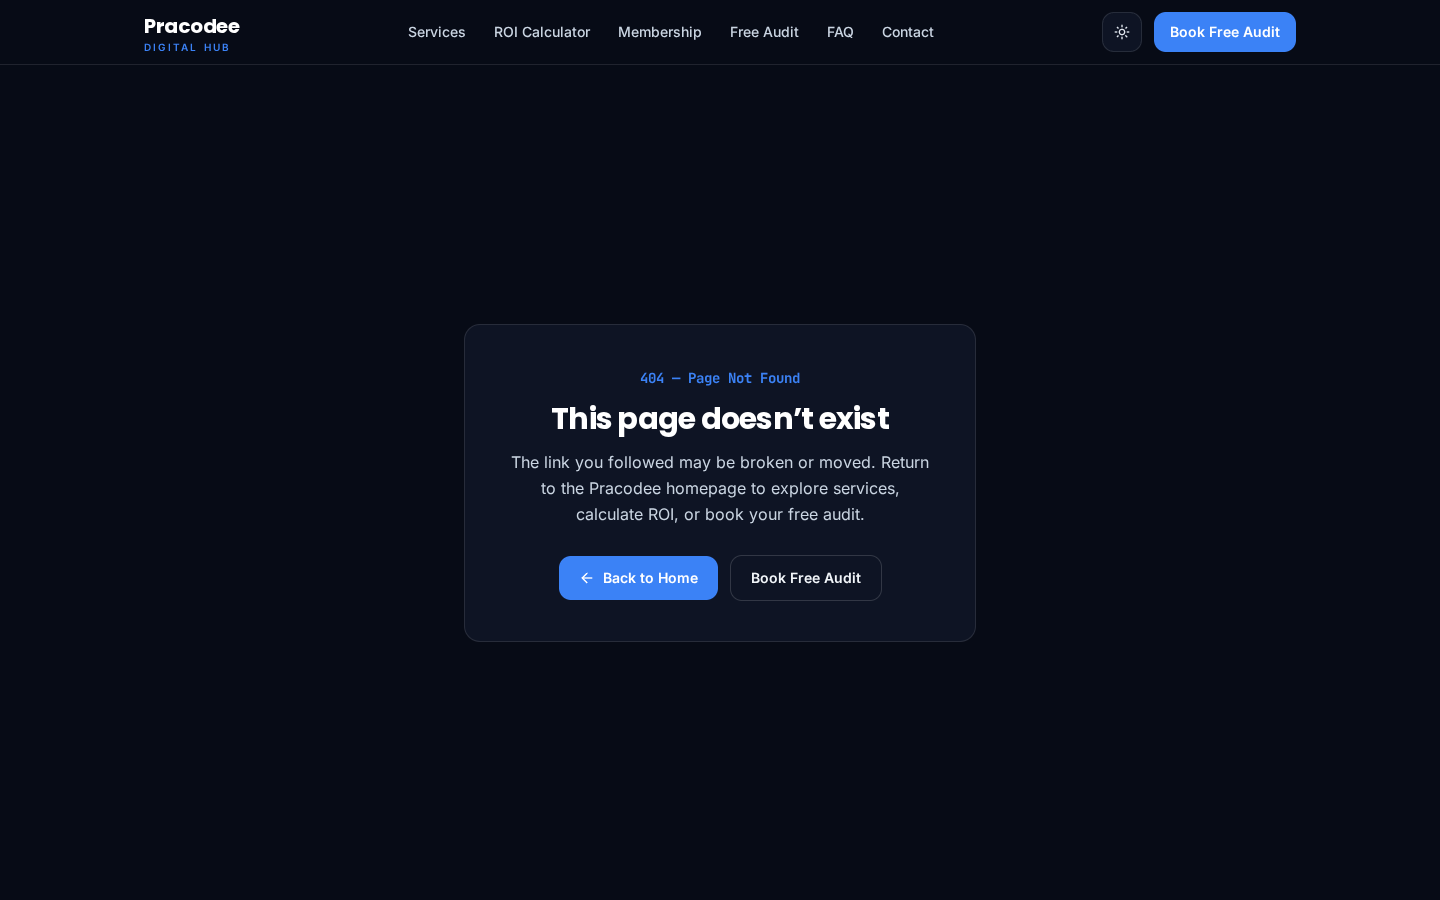 Pracodee
DIGITAL HUB
Services
ROI Calculator
Membership
Free Audit
FAQ
Contact
Book Free Audit
404 — Page Not Found
This page doesn’t exist
The link you followed may be broken or moved. Return
to the Pracodee homepage to explore services,
calculate ROI, or book your free audit.
Back to Home
Book Free Audit